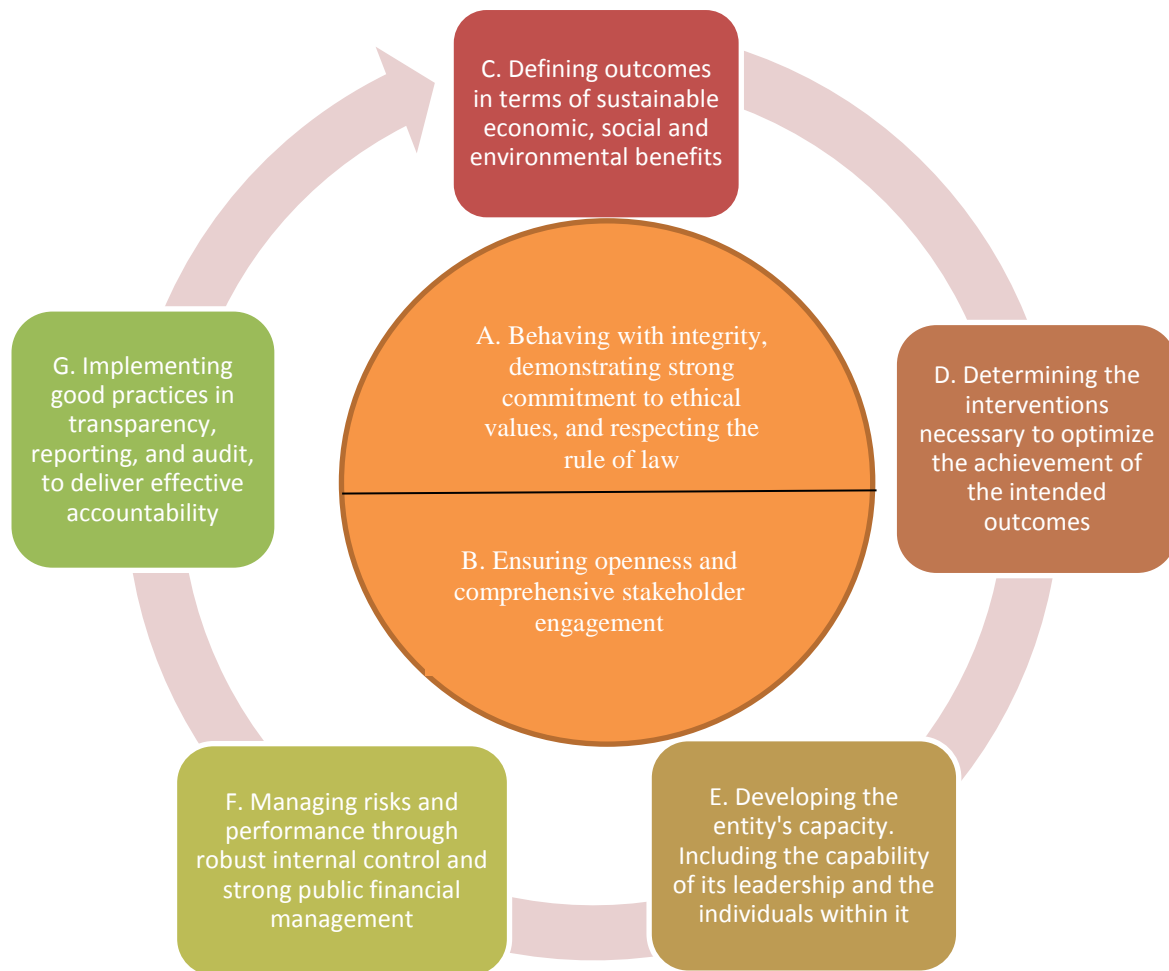 C. Defining outcomes
in terms of sustainable
economic, social and
environmental benefits
A. Behaving with integrity,
demonstrating strong
commitment to ethical
values, and respecting the
rule of law
B. Ensuring openness and
comprehensive stakeholder
engagement
D. Determining the
interventions
necessary to optimize
the achievement of
the intended
outcomes
E. Developing the
entity's capacity.
Including the capability
of its leadership and the
individuals within it
F. Managing risks and
performance through
robust internal control and
strong public financial
management
G. Implementing
good practices in
transparency,
reporting, and audit,
to deliver effective
accountability